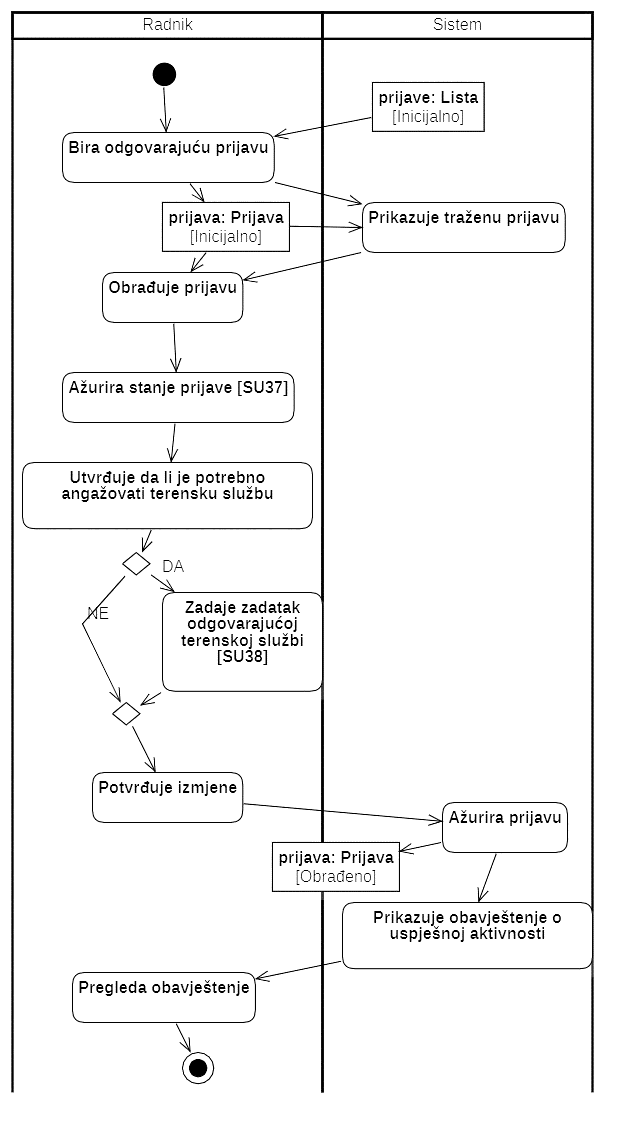 Radnik
Sistem
prijave: Lista
[Inicijalno]
Bira odgovarajuću prijavu
prijava: Prijava
[Inicijalno]
Prikazuje traženu prijavu
Obrađuje prijavu
Ažurira stanje prijave [SU37]
Utvrđuje da li je potrebno
angažovati terensku službu
DA
NE
Zadaje zadatak
odgovarajućoj
terenskoj službi
[SU38]
Potvrđuje izmjene
Ažurira prijavu
prijava: Prijava
[Obrađeno]
Prikazuje obavještenje o
uspješnoj aktivnosti
Pregleda obavještenje